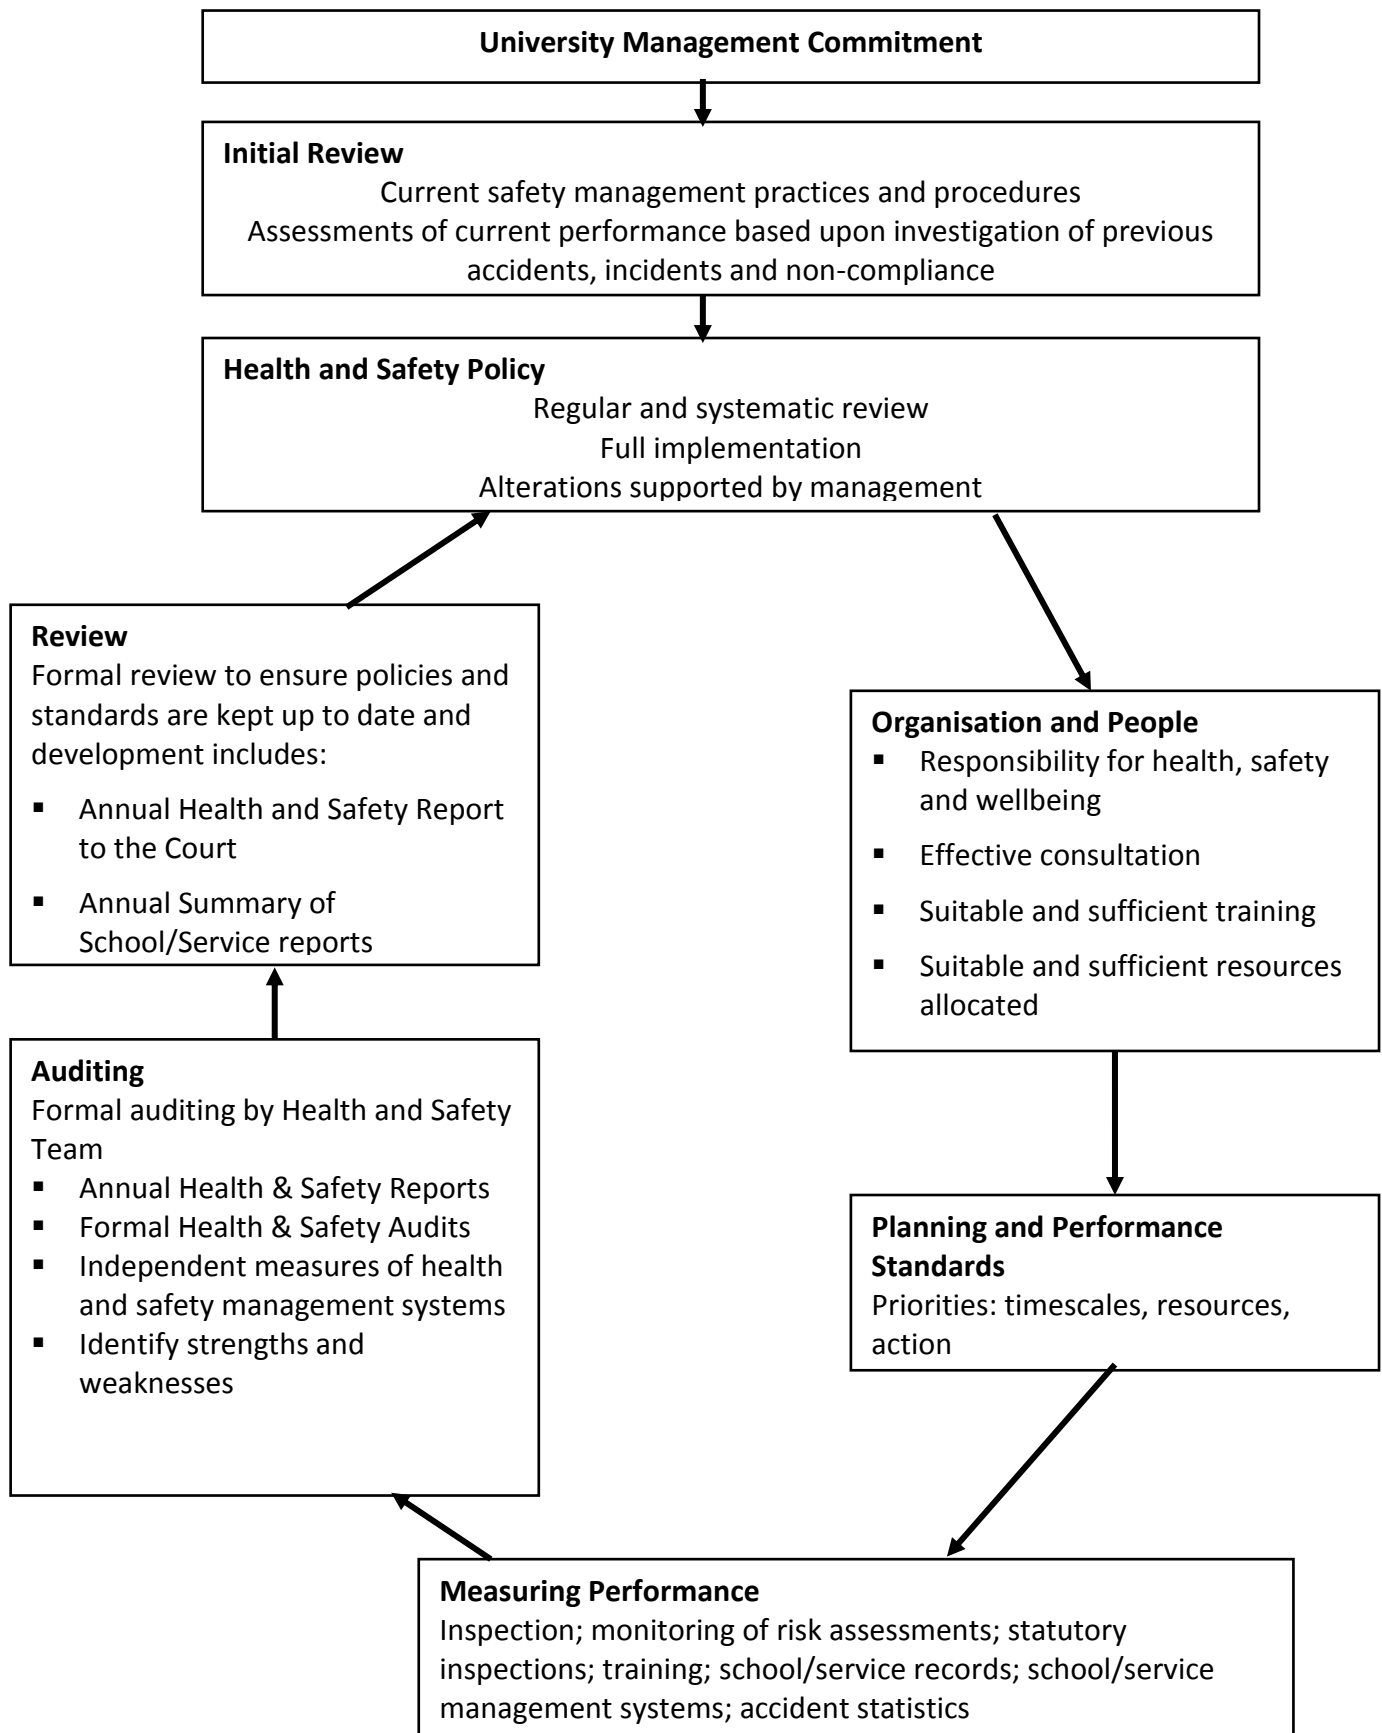 University Management Commitment
Initial Review
Current safety management practices and procedures
Assessments of current performance based upon investigation of previous
accidents, incidents and non-compliance
Health and Safety Policy
Regular and systematic review
Full implementation
Alterations supported by management
Review
Formal review to ensure policies and
standards are kept up to date and
development includes:
▪ Annual Health and Safety Report
to the Court
▪ Annual Summary of
School/Service reports
Organisation and People
▪ Responsibility for health, safety
and wellbeing
▪ Effective consultation
▪ Suitable and sufficient training
▪ Suitable and sufficient resources
allocated
Auditing
Formal auditing by Health and Safety
Team
▪ Annual Health & Safety Reports
▪ Formal Health & Safety Audits
▪ Independent measures of health
and safety management systems
▪ Identify strengths and
weaknesses
Planning and Performance
Standards
Priorities: timescales, resources,
action
Measuring Performance
Inspection; monitoring of risk assessments; statutory
inspections; training; school/service records; school/service
management systems; accident statistics